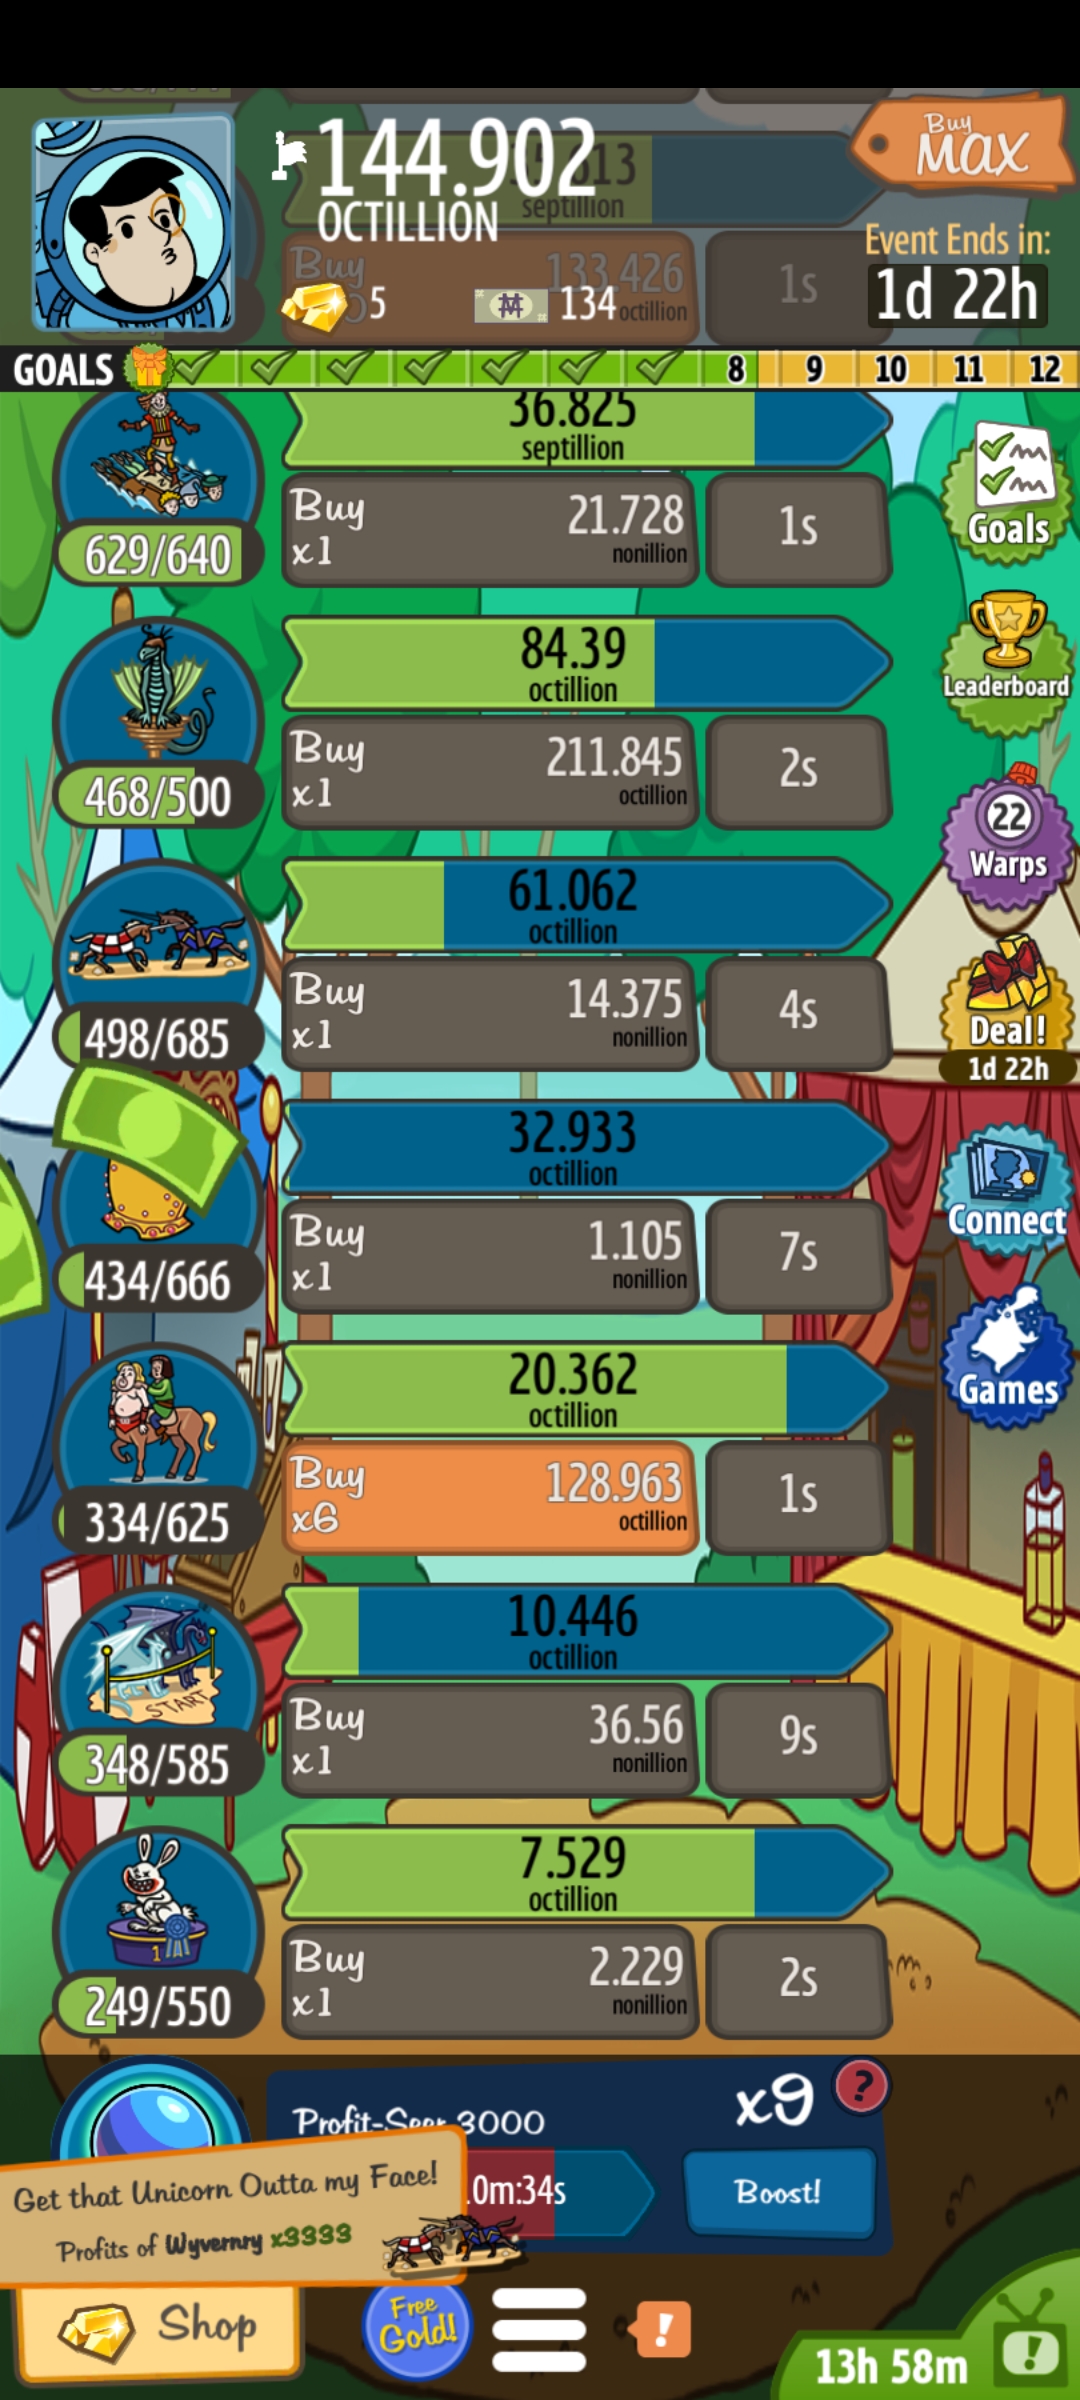 Buy
MAX
144.902
OCTILLION
septillion
Event Ends in:
1d 22h
Buy
133.426
octillion
1s
5
134
GOALS
8 9 10 11 12
36.825
septillion
Buy
x1
21.728
nonillion
1s
629/640
Goals
84.39
octillion
Leaderboard
Buy
x1
211.845
octillion
2s
468/500
22
Warps
61.062
octillion
Buy
x1
14.375
nonillion
4s
498/685
Deal!
1d 22h
32.933
octillion
Connect
Buy
x1
1.105
nonillion
7s
434/666
20.362
octillion
Games
Buy
x6
128.963
octillion
1s
334/625
10.446
octillion
START
Buy
x1
36.56
nonillion
9s
348/585
7.529
octillion
1
Buy
x1
2.229
nonillion
2s
249/550
Profit-Seer 3000
x9
?
0m:34s
Boost!
Get that Unicorn Outta my Face!
Profits of Wyvernry x3333
Shop
Free
Gold!
!
13h 58m
!